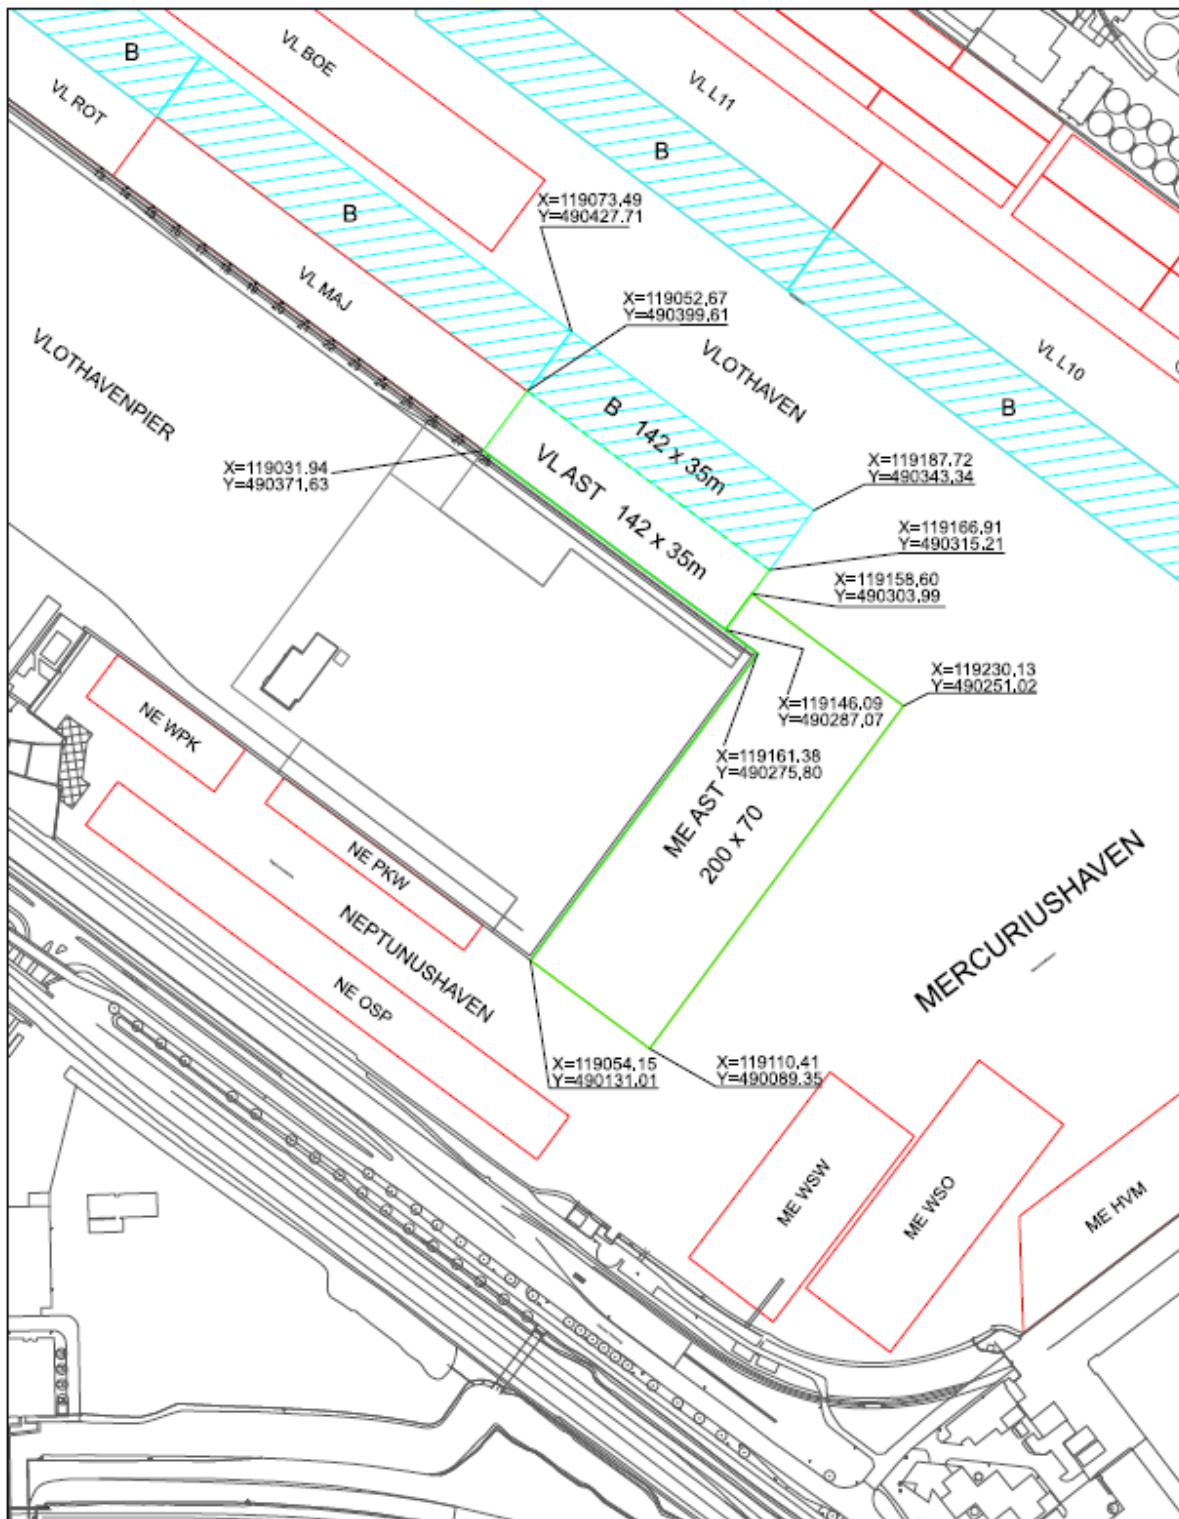 B
VL BOE
VL ROT
VL L11
B
X=119073,49
Y=490427.71
B
VL MAJ
X=119052,67
Y=490399.61
VLOTHAVENPIER
VLOTHAVEN
VL L10
B
B
142 x 35m
X=119031.94
Y=490371,63
VL AST
142 x 35m
X=119187.72
Y=490343,34
X=119166,91
Y=490315.21
X=119158,60
Y=490303,99
X=119230,13
Y=490251.02
X=119146.09
Y=490287,07
NE WPK
X=119161.38
Y=490275,80
ME AST
200 x 70
NE PKW
MERCURIUSHAVEN
NEPTUNUSHAVEN
NE OSP
X=119054,15
Y=490131.01
X=119110.41
Y=490089.35
ME WSW
ME WSO
ME HVM